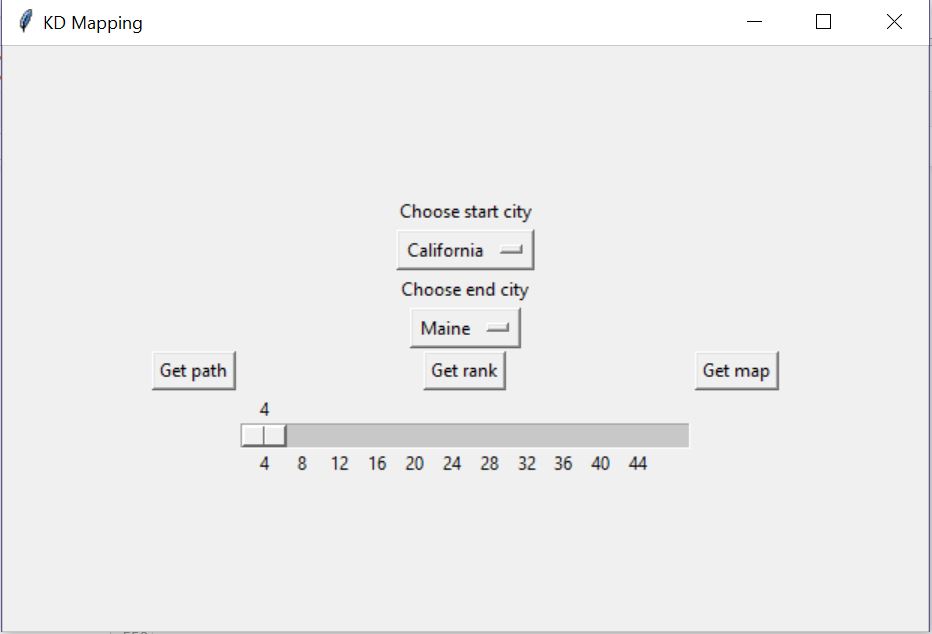 KD Mapping
Choose start city
California
Choose end city
Maine
Get path Get rank Get map
4
4 8 12 16 20 24 28 32 36 40 44